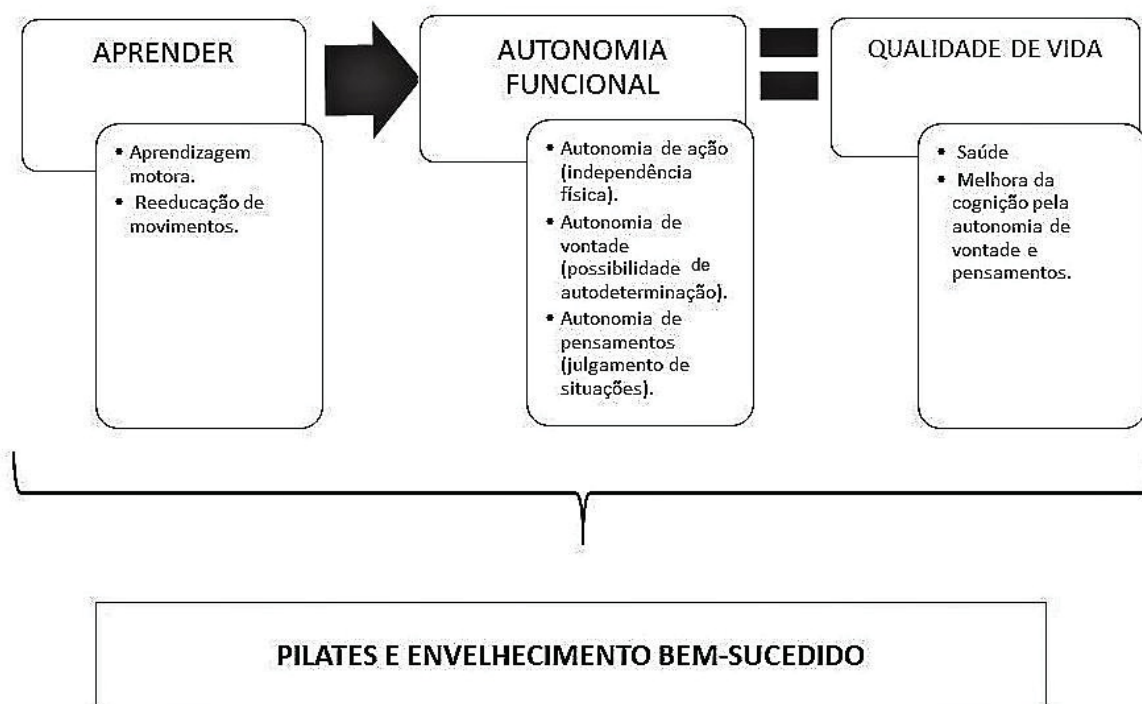 APRENDER
• Aprendizagem
motora.
• Reeducação de
movimentos.
AUTONOMIA
FUNCIONAL
• Autonomia de ação
(independência
física).
• Autonomia de
vontade
(possibilidade de
autodeterminação).
• Autonomia de
pensamentos
(julgamento de
situações).
QUALIDADE DE VIDA
• Saúde
• Melhora da
cognição pela
autonomia de
vontade e
pensamentos.
PILATES E ENVELHECIMENTO BEM-SUCEDIDO